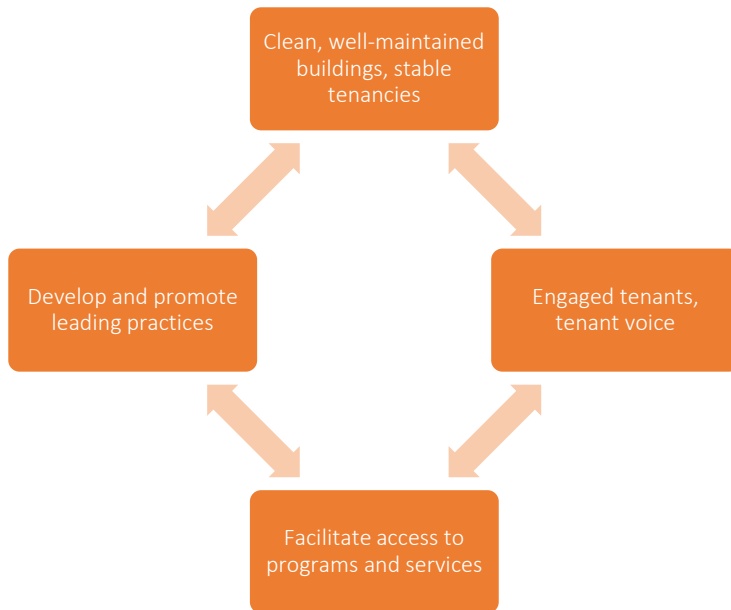 Clean, well-maintained
buildings, stable
tenancies
Develop and promote
leading practices
Engaged tenants,
tenant voice
Facilitate access to
programs and services